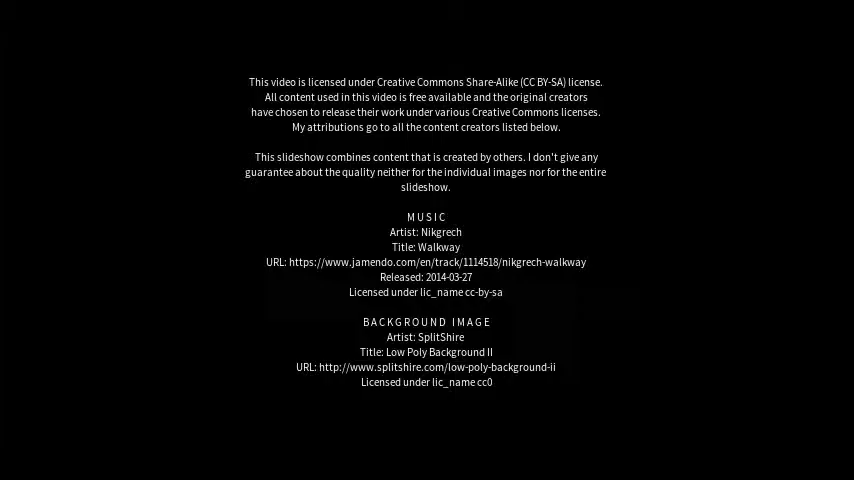 This video is licensed under Creative Commons Share-Alike (CC BY-SA) license.
All content used in this video is free available and the original creators
have chosen to release their work under various Creative Commons licenses.
My attributions go to all the content creators listed below.
This slideshow combines content that is created by others. I don't give any
guarantee about the quality neither for the individual images nor for the entire
slideshow.
MUSIC
Artist: Nikgrech
Title: Walkway
URL: https://www.jamendo.com/en/track/1114518/nikgrech-walkway
Released: 2014-03-27
Licensed under lic_name cc-by-sa
BACKGROUND IMAGE
Artist: SplitShire
Title: Low Poly Background II
URL: http://www.splitshire.com/low-poly-background-ii
Licensed under lic_name cc0